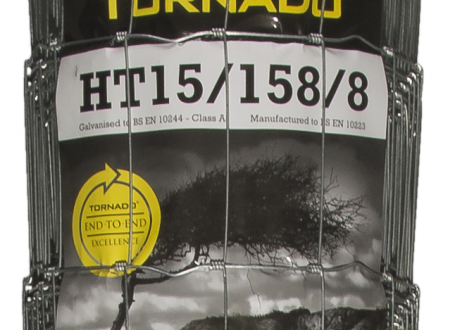 TORNADO
HT15/158/8
Galvanised to BS EN 10244 - Class A Manufactured to BS EN 10223
TORNADO
END TO END
EXCELLENCE